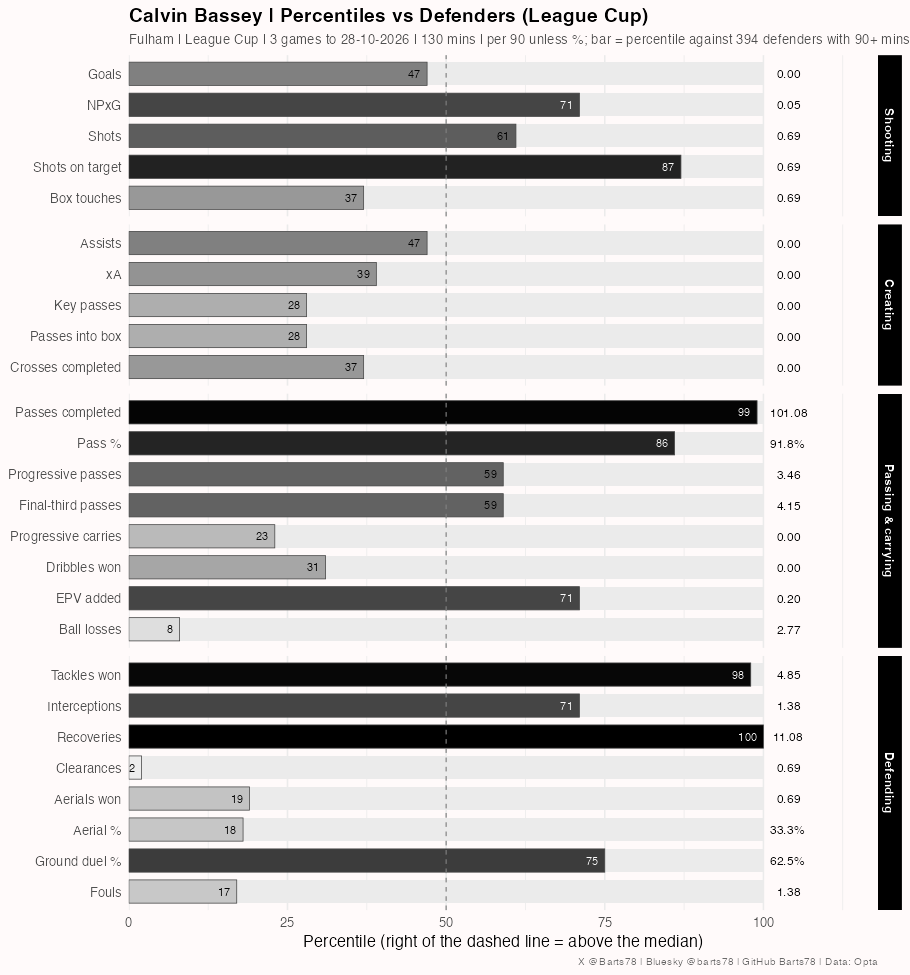 Calvin Bassey | Percentiles vs Defenders (League Cup)
Fulham | League Cup | 3 games to 28-10-2026 | 130 mins | per 90 unless %; bar = percentile against 394 defenders with 90+ mins
Goals 47 0.00
NPxG 71 0.05
Shots 61 0.69
Shots on target 87 0.69
Box touches 37 0.69
Shooting
Assists 47 0.00
xA 39 0.00
Key passes 28 0.00
Passes into box 28 0.00
Crosses completed 37 0.00
Creating
Passes completed 99 101.08
Pass % 86 91.8%
Progressive passes 59 3.46
Final-third passes 59 4.15
Progressive carries 23 0.00
Dribbles won 31 0.00
EPV added 71 0.20
Ball losses 8 2.77
Passing & carrying
Tackles won 98 4.85
Interceptions 71 1.38
Recoveries 100 11.08
Clearances 2 0.69
Aerials won 19 0.69
Aerial % 18 33.3%
Ground duel % 75 62.5%
Fouls 17 1.38
Defending
0 25 50 75 100
Percentile (right of the dashed line = above the median)
X @Barts78 | Bluesky @barts78 | GitHub Barts78 | Data: Opta